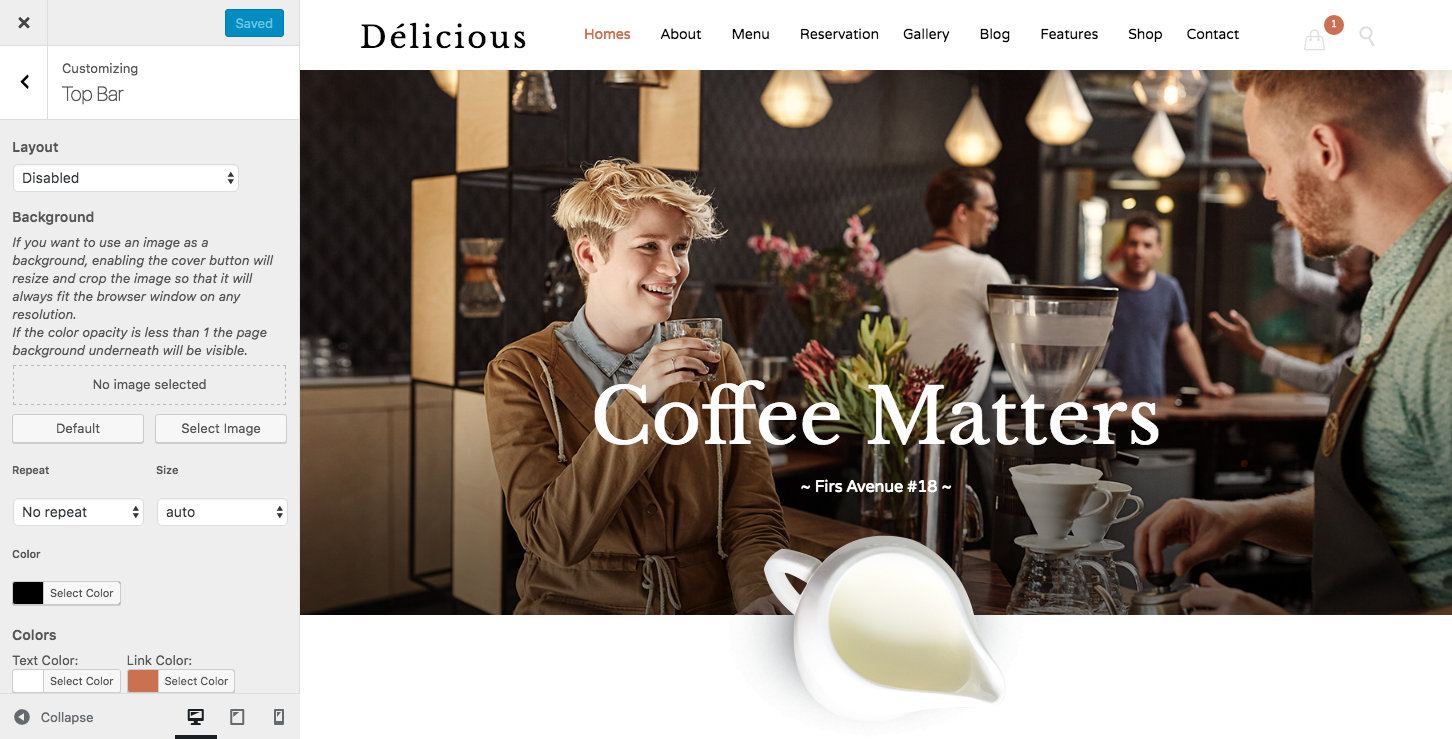 Saved
Customizing
Top Bar
Layout
Disabled
Background
If you want to use an image as a
background, enabling the cover button will
resize and crop the image so that it will
always fit the browser window on any
resolution.
If the color opacity is less than 1 the page
background underneath will be visible.
No image selected
Default Select Image
Repeat Size
No repeat auto
Color
Select Color
Colors
Text Color: Link Color:
Select Color Select Color
Collapse
Délicious Homes About Menu Reservation Gallery Blog Features Shop Contact 1
Coffee Matters
~ Firs Avenue #18 ~